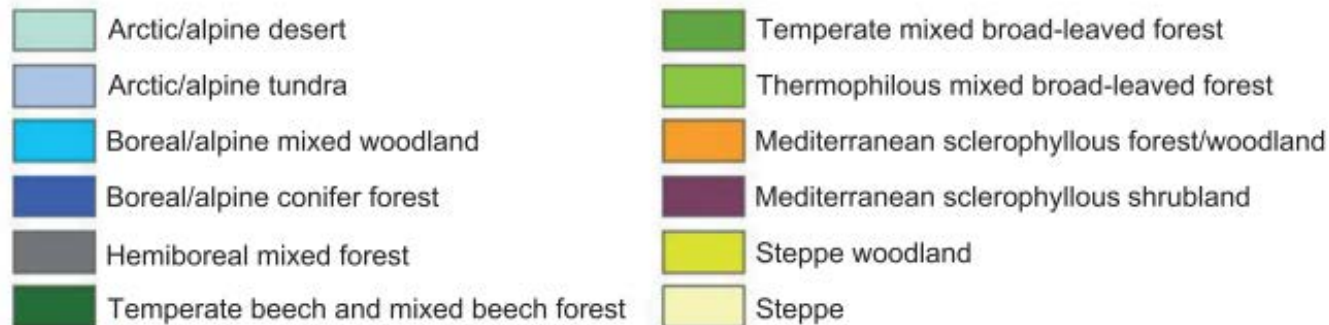 Arctic/alpine desert
Arctic/alpine tundra
Boreal/alpine mixed woodland
Boreal/alpine conifer forest
Hemiboreal mixed forest
Temperate beech and mixed beech forest
Temperate mixed broad-leaved forest
Thermophilous mixed broad-leaved forest
Mediterranean sclerophyllous forest/woodland
Mediterranean sclerophyllous shrubland
Steppe woodland
Steppe